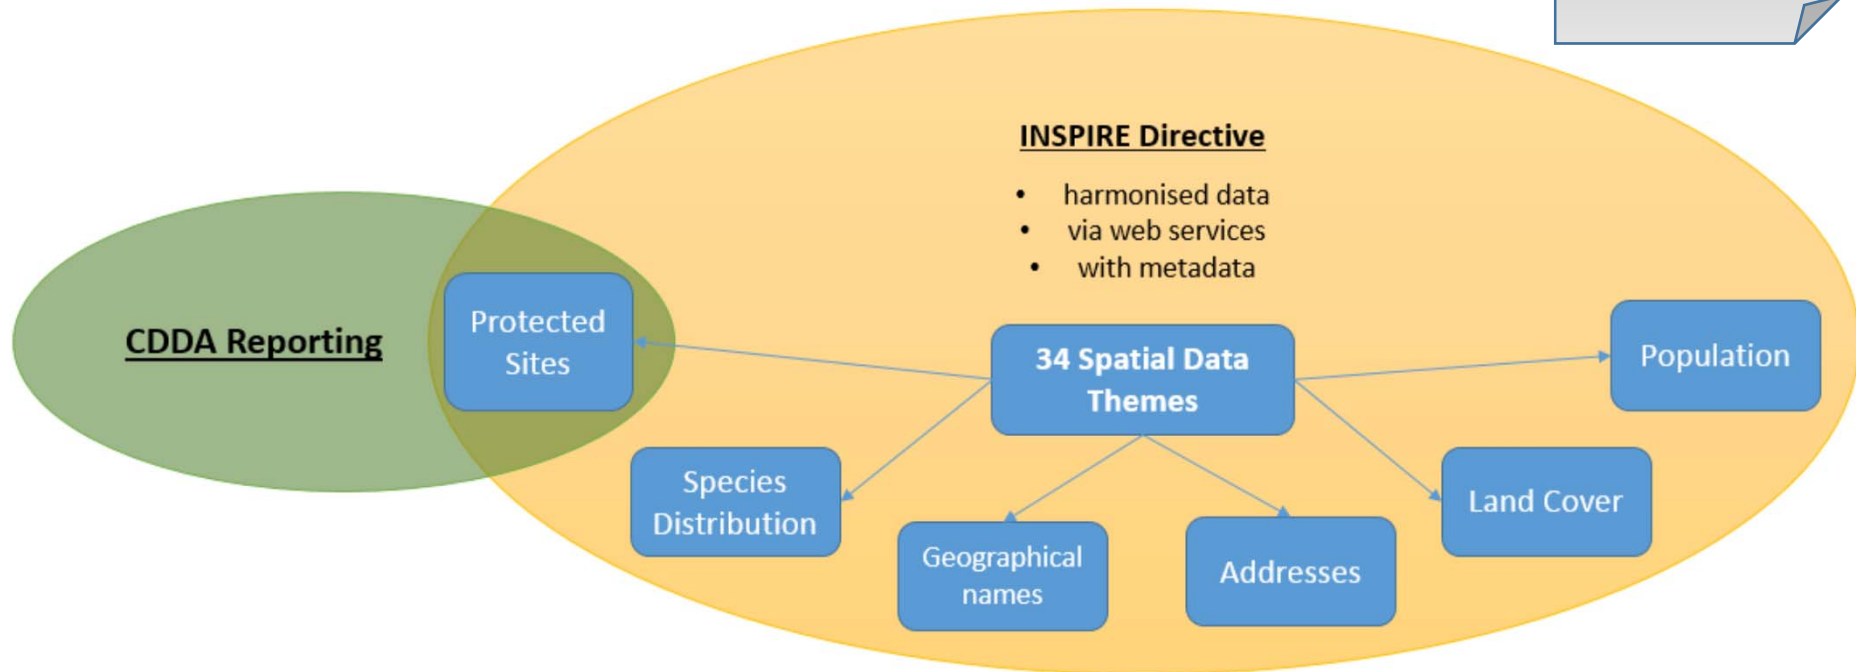 INSPIRE Directive
• harmonised data
• via web services
• with metadata
CDDA Reporting
Protected
Sites
34 Spatial Data
Themes
Population
Species
Distribution
Geographical
names
Addresses
Land Cover